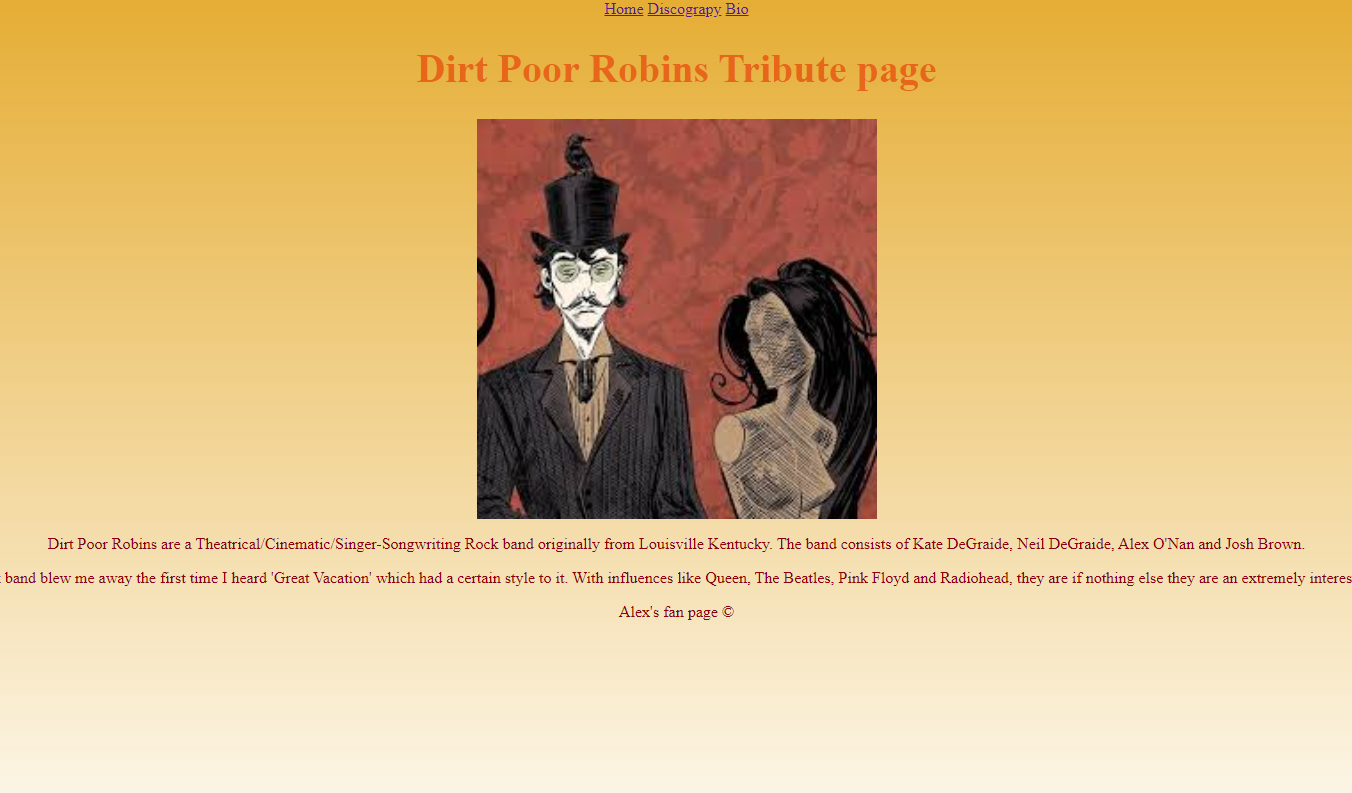 Home Discograpy Bio
Dirt Poor Robins Tribute page
Dirt Poor Robins are a Theatrical/Cinematic/Singer-Songwriting Rock band originally from Louisville Kentucky. The band consists of Kate DeGraide, Neil DeGraide, Alex O'Nan and Josh Brown.
band blew me away the first time I heard 'Great Vacation' which had a certain style to it. With influences like Queen, The Beatles, Pink Floyd and Radiohead, they are if nothing else they are an extremely interes
Alex's fan page ©